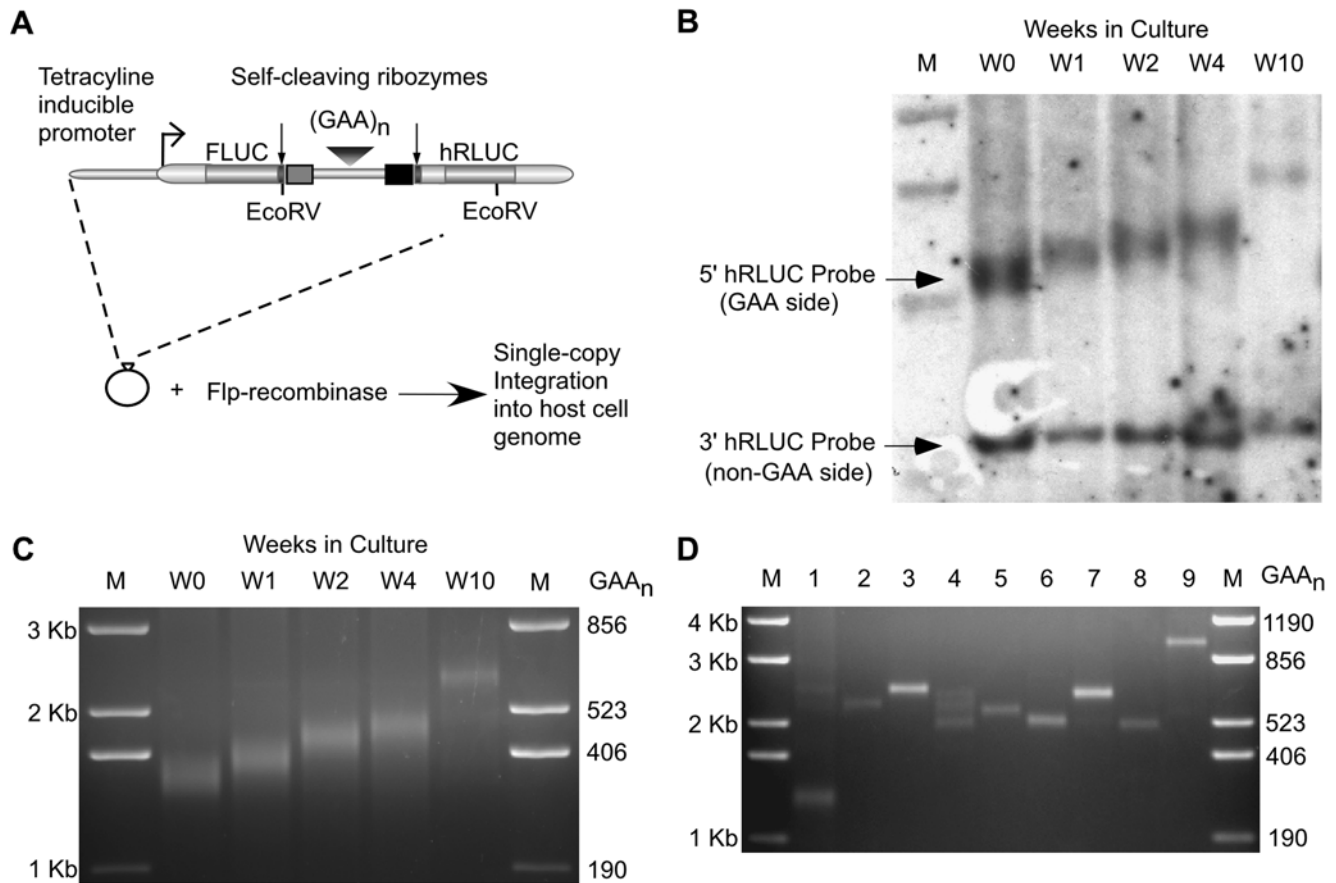 A
Tetracyline
inducible
promoter
Self-cleaving ribozymes
(GAA)n
FLUC
hRLUC
EcoRV
EcoRV
+ Flp-recombinase
Single-copy
Integration
into host cell
genome
B
Weeks in Culture
M W0 W1 W2 W4 W10
5' hRLUC Probe
(GAA side)
3' hRLUC Probe
(non-GAA side)
C
Weeks in Culture
M W0 W1 W2 W4 W10 M GAAn
3 Kb 856
2 Kb 523
406
1 Kb 190
D
M 1 2 3 4 5 6 7 8 9 M GAAn
4 Kb 1190
3 Kb 856
2 Kb 523
406
1 Kb 190